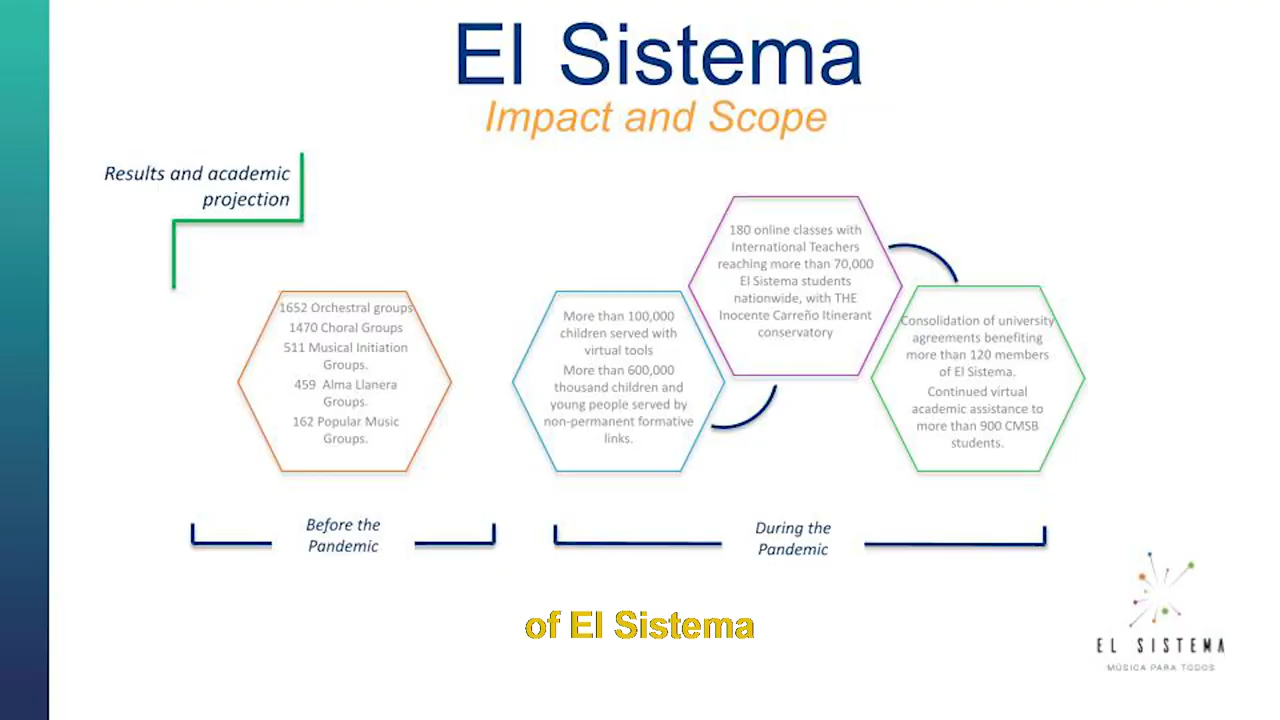 El Sistema
Impact and Scope
Results and academic
projection
1652 Orchestral groups
1470 Choral Groups
511 Musical Initiation
Groups.
459 Alma Llanera
Groups.
162 Popular Music
Groups.
More than 100,000
children served with
virtual tools
More than 600,000
thousand children and
young people served by
non-permanent formative
links.
180 online classes with
International Teachers
reaching more than 70,000
El Sistema students
nationwide, with THE
Inocente Carreño Itinerant
conservatory
Consolidation of university
agreements benefiting
more than 120 members
of El Sistema.
Continued virtual
academic assistance to
more than 900 CMSB
students.
Before the
Pandemic
During the
Pandemic
of El Sistema
EL SISTEMA
MÚSICA PARA TODOS